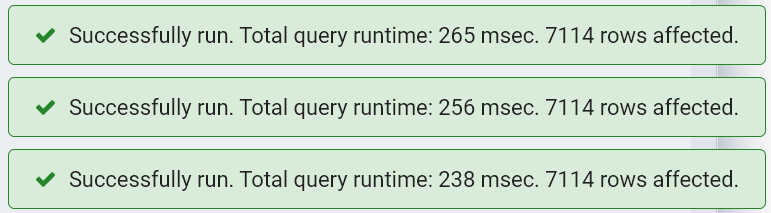 Successfully run. Total query runtime: 265 msec. 7114 rows affected.
Successfully run. Total query runtime: 256 msec. 7114 rows affected.
Successfully run. Total query runtime: 238 msec. 7114 rows affected.